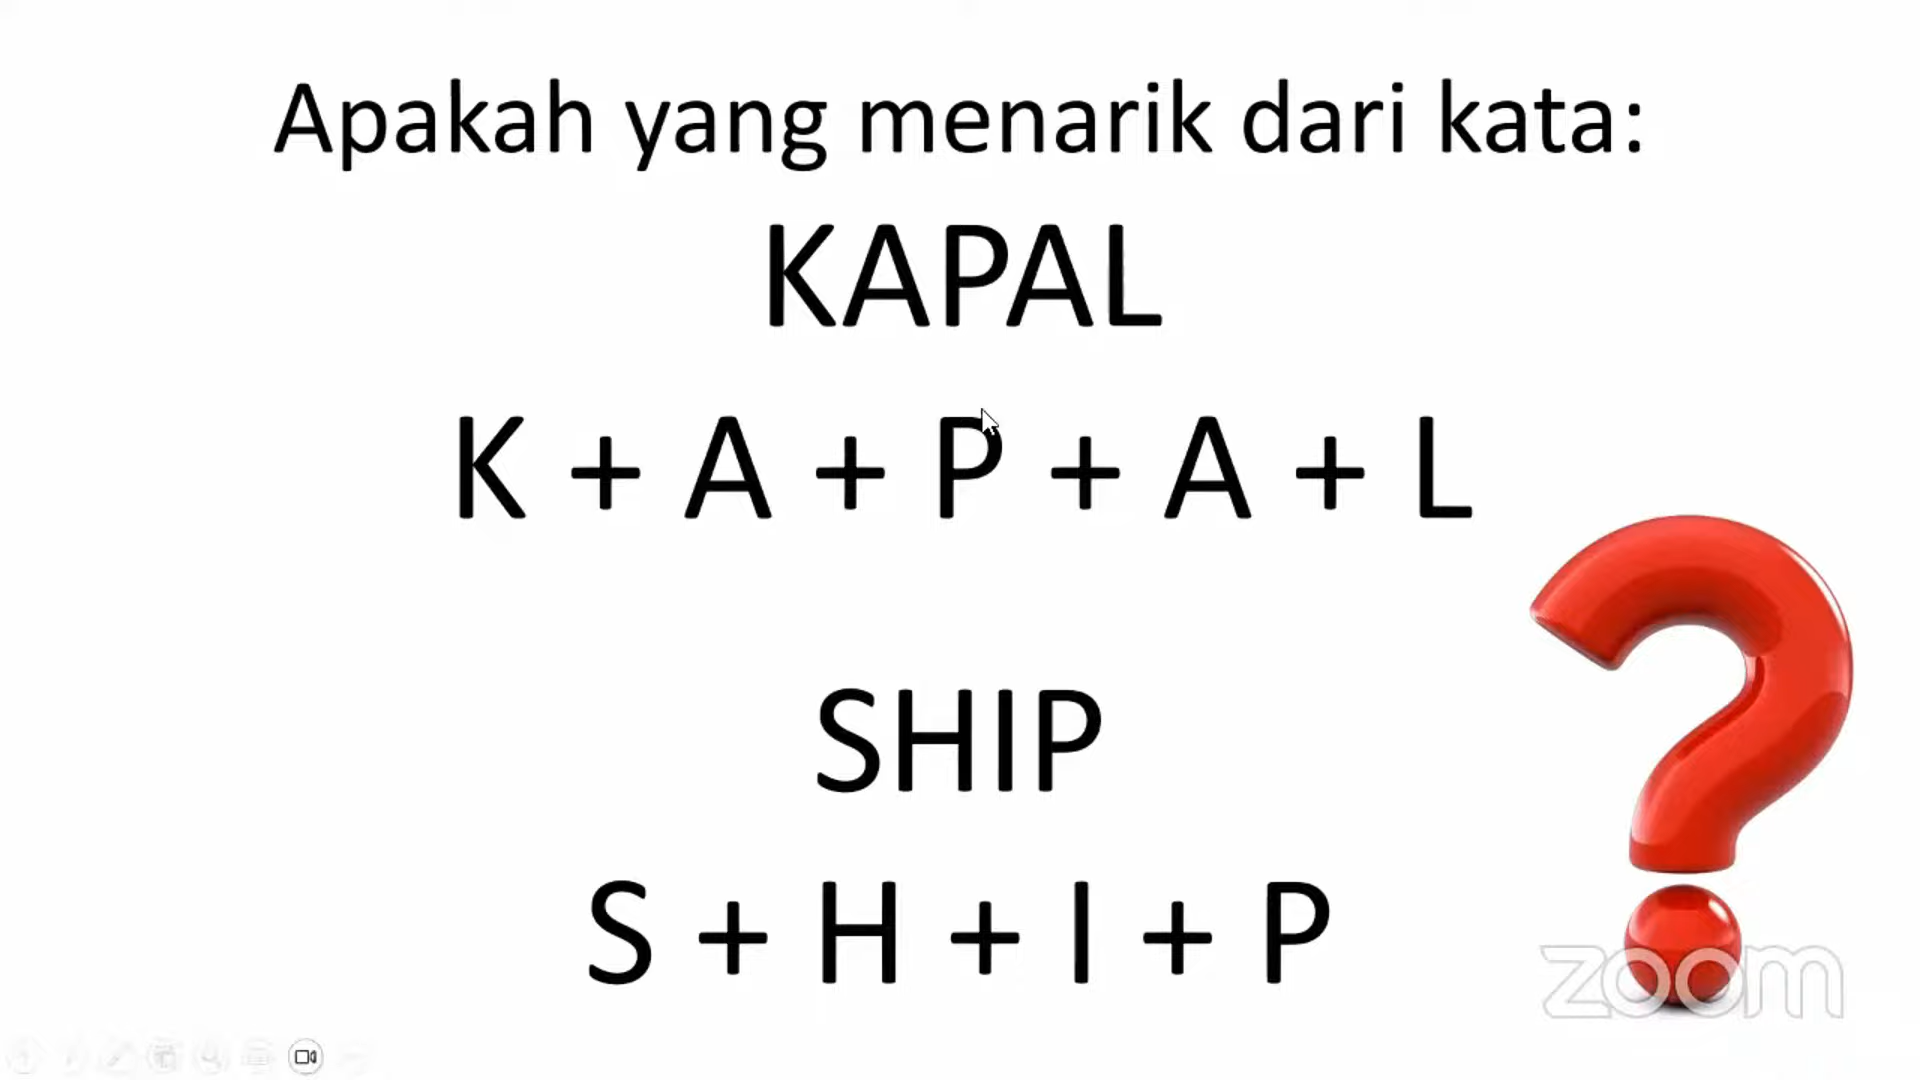 Apakah yang menarik dari kata:
KAPAL
K + A + P + A + L
SHIP
S + H + I + P
zoom